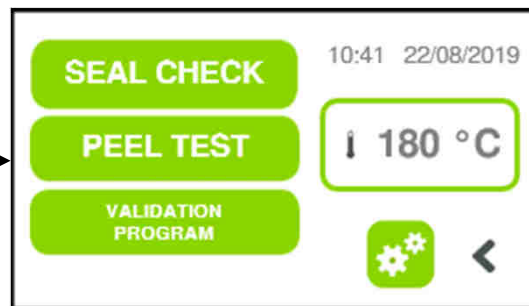 SEAL CHECK
10:41 22/08/2019
PEEL TEST
180 °C
VALIDATION
PROGRAM